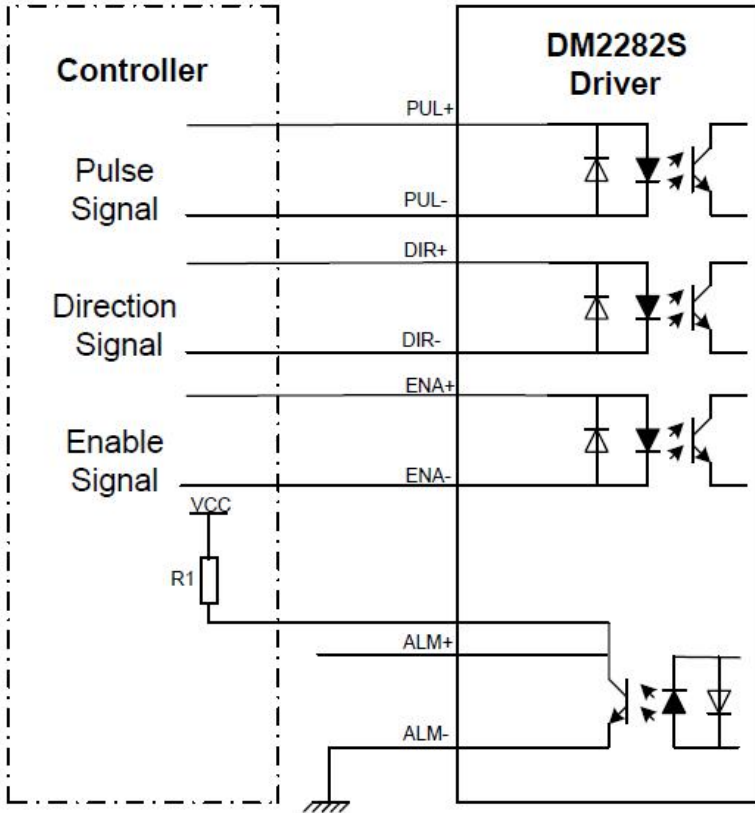 Controller
DM2282S
Driver
PUL+
Pulse
Signal
PUL-
DIR+
Direction
Signal
DIR-
ENA+
Enable
Signal
ENA-
VCC
R1
ALM+
ALM-